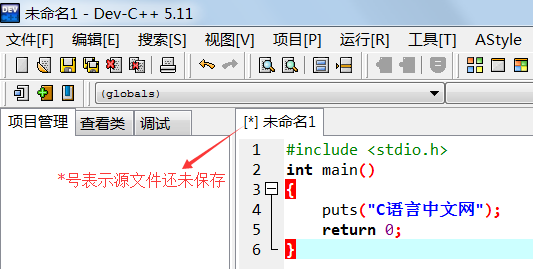 未命名1 - Dev-C++ 5.11
文件[F] 编辑[E] 搜索[S] 视图[V] 项目[P] 运行[R] 工具[T] AStyle
(globals)
项目管理 查看类 调试
[*] 未命名1
*号表示源文件还未保存
1 #include <stdio.h>
2 int main()
3 {
4 puts("C语言中文网");
5 return 0;
6 }